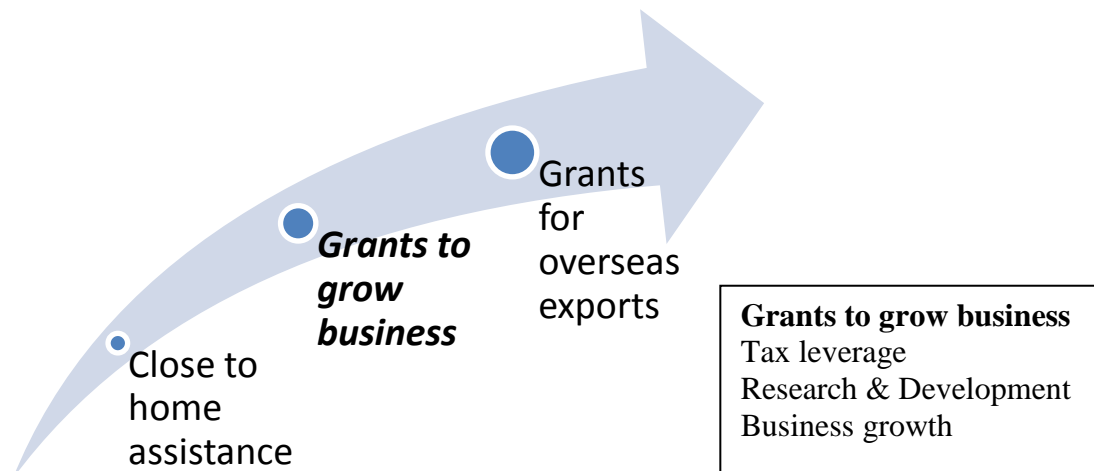 Close to
home
assistance
Grants to
grow
business
Grants
for
overseas
exports
Grants to grow business
Tax leverage
Research & Development
Business growth